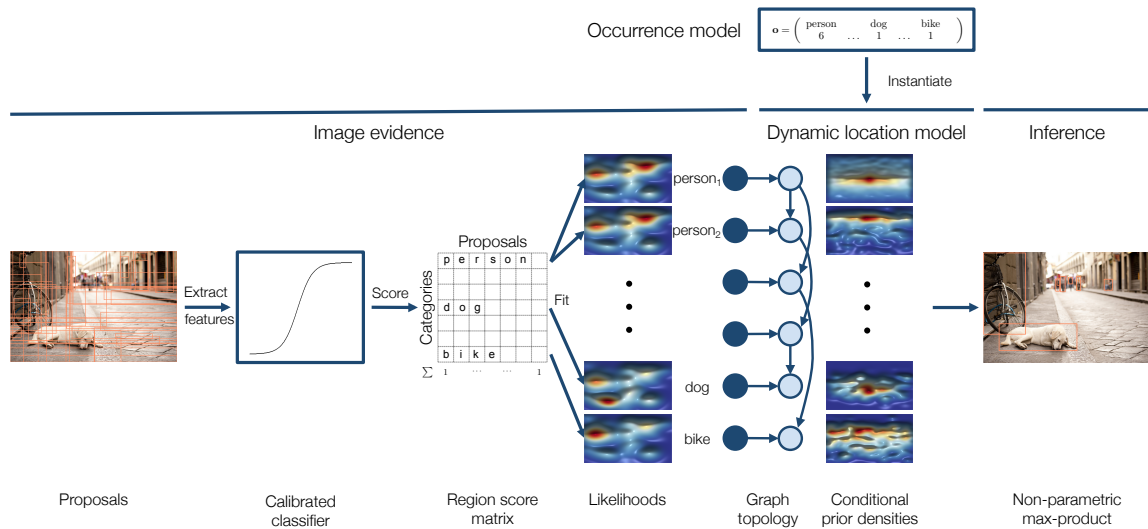 Occurrence model
o = ( person dog bike
6 … 1 … 1 )
Instantiate
Image evidence
Dynamic location model
Inference
person1
person2
Proposals
p e r s o n
Extract
features
Score
Categories
d o g
Fit
b i k e
Σ 1 … … 1
dog
bike
Proposals
Calibrated
classifier
Region score
matrix
Likelihoods
Graph
topology
Conditional
prior densities
Non-parametric
max-product